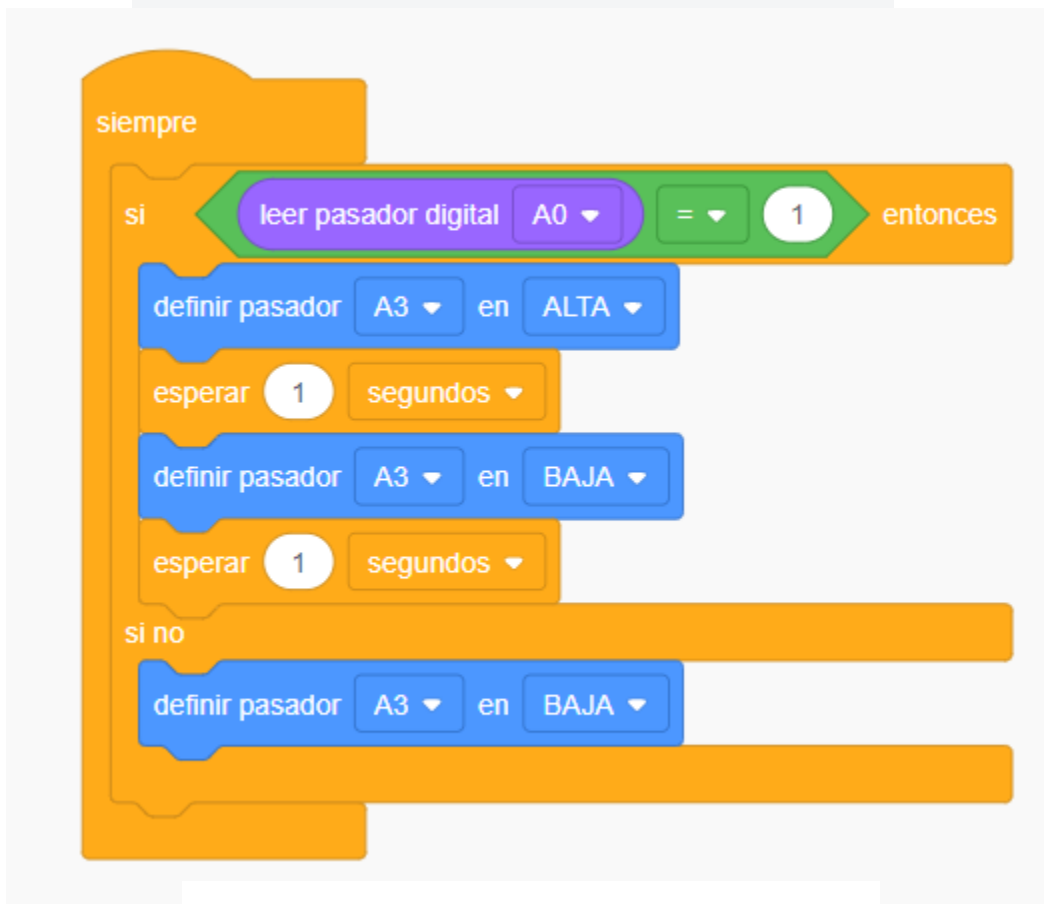 siempre
si leer pasador digital A0 = 1 entonces
definir pasador A3 en ALTA
esperar 1 segundos
definir pasador A3 en BAJA
esperar 1 segundos
si no
definir pasador A3 en BAJA